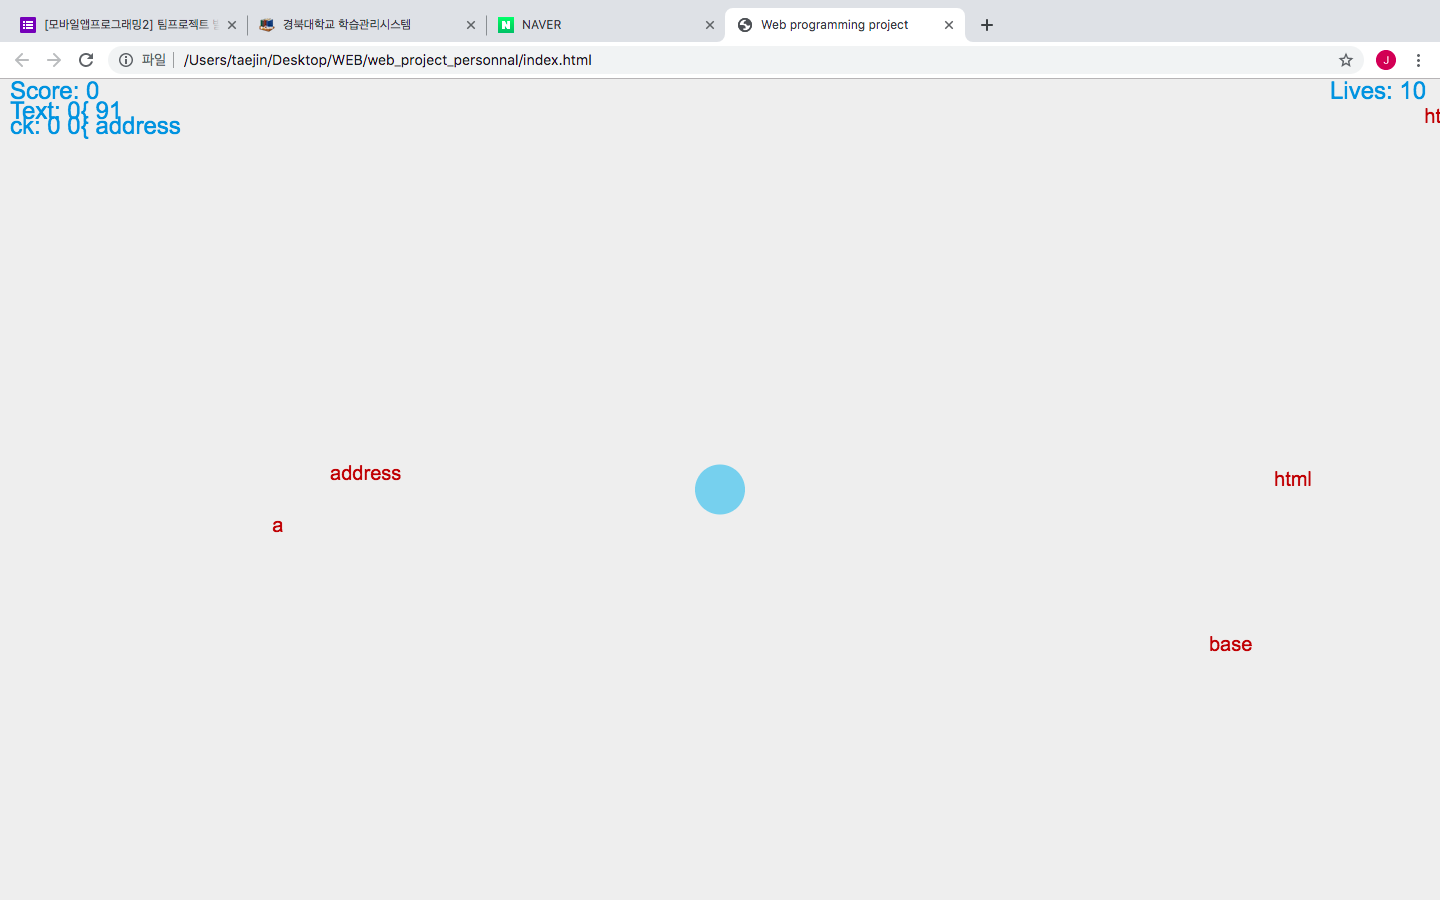 [모바일앱프로그래밍2] 팀프로젝트
경북대학교 학습관리시스템
NAVER
Web programming project
파일
/Users/taejin/Desktop/WEB/web_project_personnal/index.html
J
Score: 0
Lives: 10
Text: 0{ 91
ht
ck: 0 0{ address
address
html
a
base